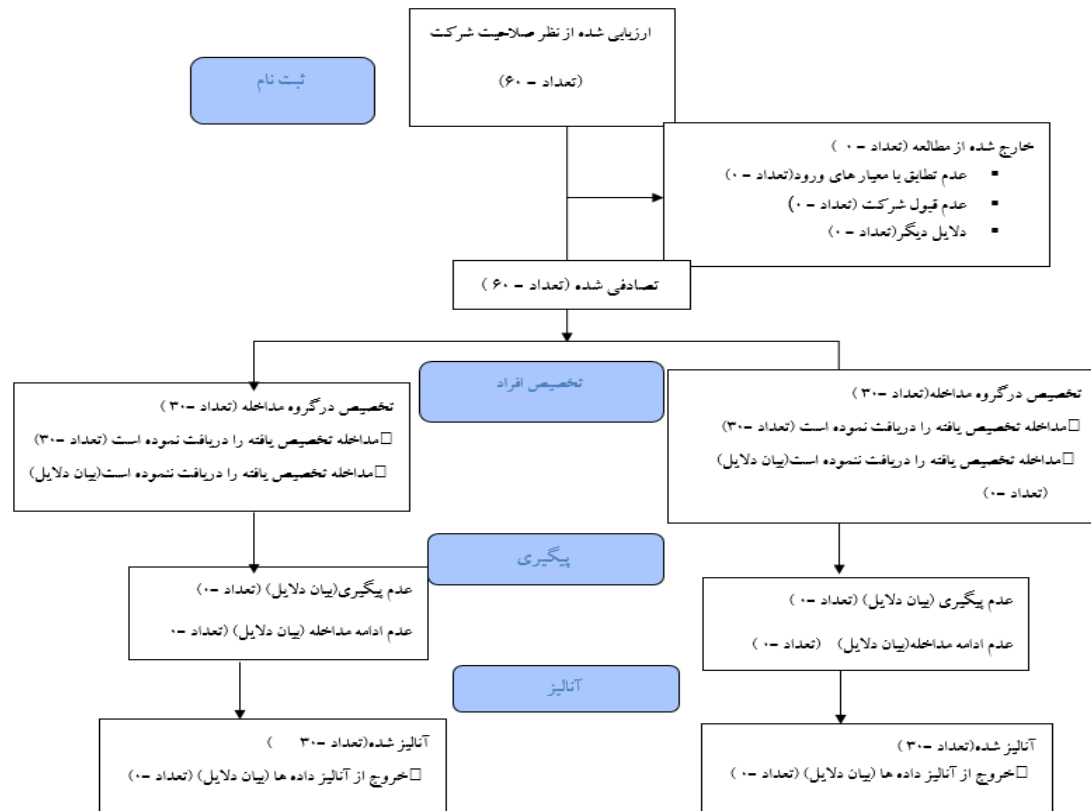 ارزیابی شده از نظر صلاحیت شرکت
(تعداد = ۶۰)
ثبت نام
خارج شده از مطالعه (تعداد = ۰ )
▪ عدم تطابق با معیار های ورود(تعداد = ۰)
▪ عدم قبول شرکت (تعداد = ۰)
▪ دلایل دیگر(تعداد = ۰)
تصادفی شده (تعداد = ۶۰ )
تخصیص افراد
تخصیص درگروه مداخله(تعداد =۳۰ )
□مداخله تخصیص یافته را دریافت نموده است (تعداد =۳۰)
□مداخله تخصیص یافته را دریافت ننموده است(بیان دلایل)
(تعداد =۰)
تخصیص درگروه مداخله (تعداد =۳۰ )
□مداخله تخصیص یافته را دریافت نموده است (تعداد =۳۰)
□مداخله تخصیص یافته را دریافت ننموده است(بیان دلایل)
پیگیری
عدم پیگیری (بیان دلایل) (تعداد =۰ )
عدم ادامه مداخله(بیان دلایل) (تعداد =۰ )
عدم پیگیری(بیان دلایل) (تعداد =۰)
عدم ادامه مداخله (بیان دلایل) (تعداد =۰
آنالیز
آنالیز شده(تعداد =۳۰ )
□خروج از آنالیز داده ها (بیان دلایل) (تعداد =۰ )
آنالیز شده(تعداد =۳۰ )
□خروج از آنالیز داده ها (بیان دلایل) (تعداد =۰)